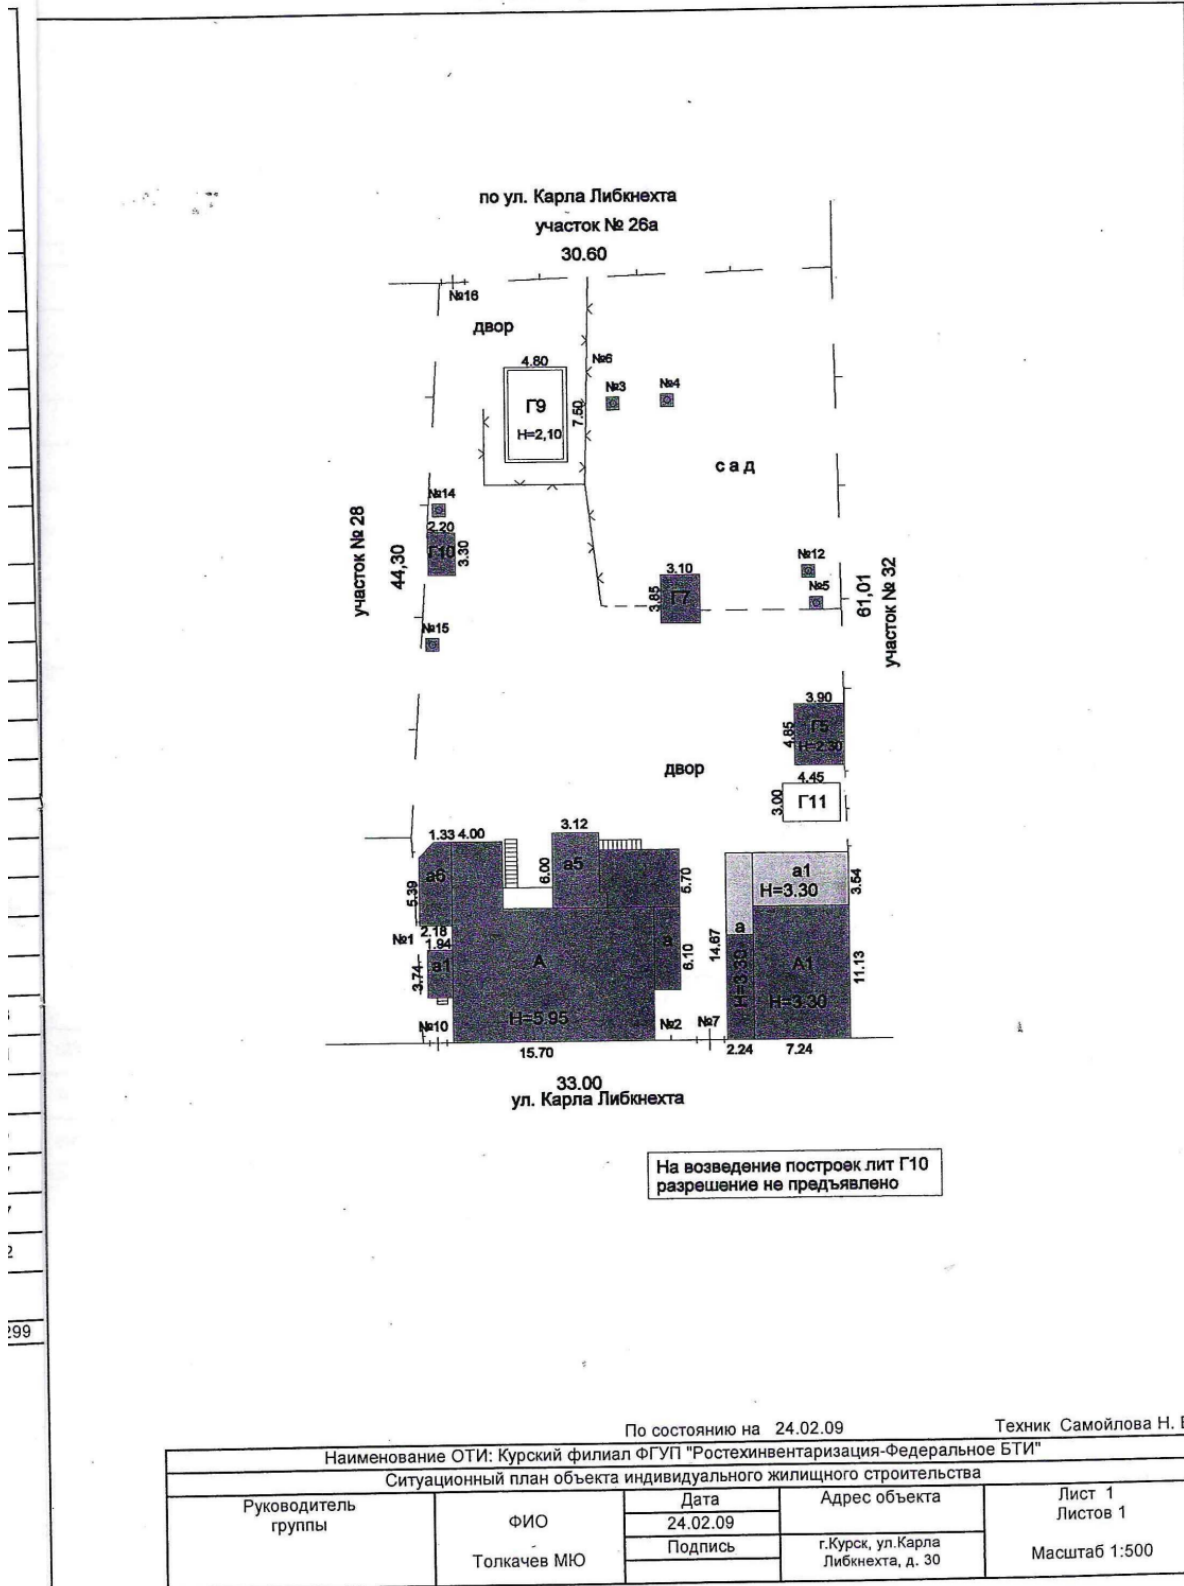 по ул. Карла Либкнехта
участок № 26а
30.60
№16
двор
4.80
№6
№3
№4
Г9
7.50
Н=2,10
сад
№14
2.20
Г10
3.30
участок № 28
44,30
№12
3.10
№5
3.85
Г7
61,01
участок № 32
№15
3.90
4.85
Г5
Н=2.30
двор
4.45
3.00
Г11
1.33 4.00
3.12
а6
5.39
6.00
а5
5.70
а1
Н=3.30
3.54
2.18
№1
1.94
3.74
а1
А
а
6.10
14.67
а
Н=3.30
А1
Н=3.30
11.13
Н=5.95
№10
№2
№7
15.70
2.24
7.24
33.00
ул. Карла Либкнехта
На возведение построек лит Г10
разрешение не предъявлено
299
По состоянию на 24.02.09
Техник Самойлова Н. В
Наименование ОТИ: Курский филиал ФГУП "Ростехинвентаризация-Федеральное БТИ"
Ситуационный план объекта индивидуального жилищного строительства
Руководитель
группы
ФИО
Толкачев МЮ
Дата
24.02.09
Подпись
Адрес объекта
г.Курск, ул.Карла
Либкнехта, д. 30
Лист 1
Листов 1
Масштаб 1:500